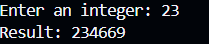 Enter an integer: 23
Result: 234669